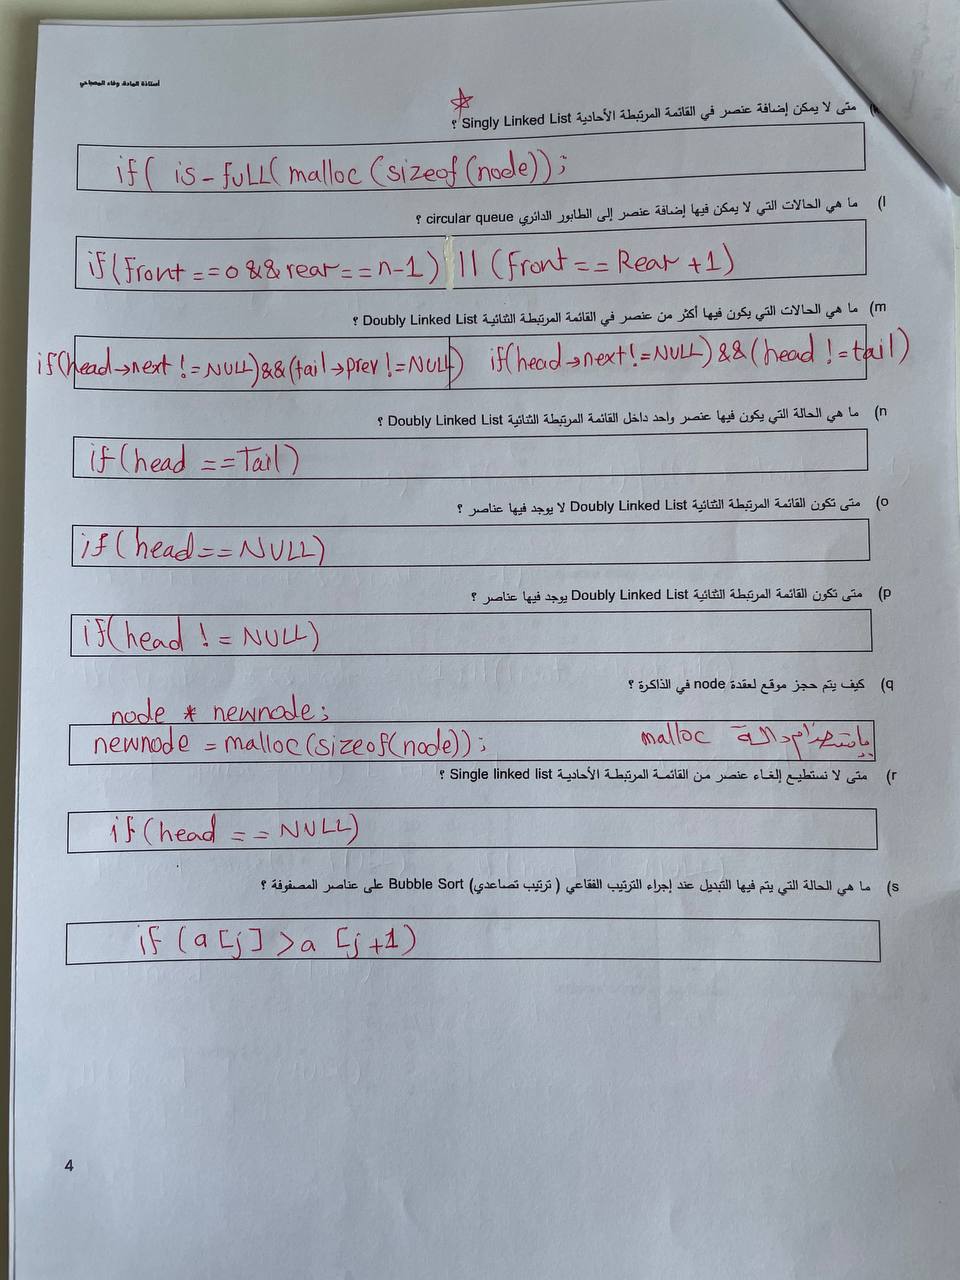 أستاذة المادة. وفاء المصباحي
متى لا يمكن إضافة عنصر في القائمة المرتبطة الأحادية Singly Linked List ؟
if( is-full(malloc(sizeof(node));
l) ما هي الحالات التي لا يمكن فيها إضافة عنصر إلى الطابور الدائري circular queue ؟
if(front==0&&rear==n-1) || (front==Rear+1)
m) ما هي الحالات التي يكون فيها أكثر من عنصر في القائمة المرتبطة الثنائية Doubly Linked List ؟
if(head→next!=NULL)&&(tail→prev!=NULL) if(head→next!=NULL)&&(head!=tail)
n) ما هي الحالة التي يكون فيها عنصر واحد داخل القائمة المرتبطة الثنائية Doubly Linked List ؟
if(head==Tail)
o) متى تكون القائمة المرتبطة الثنائية Doubly Linked List لا يوجد فيها عناصر ؟
if(head==NULL)
p) متى تكون القائمة المرتبطة الثنائية Doubly Linked List يوجد فيها عناصر ؟
if(head != NULL)
q) كيف يتم حجز موقع لعقدة node في الذاكرة ؟
node * newnode;
newnode = malloc(sizeof(node)); باستخدام دالة malloc
r) متى لا نستطيع إلغاء عنصر من القائمة المرتبطة الأحادية Single linked list ؟
if(head == NULL)
s) ما هي الحالة التي يتم فيها التبديل عند إجراء الترتيب الفقاعي ( ترتيب تصاعدي) Bubble Sort على عناصر المصفوفة ؟
if (a[j] >a [j+1)
4